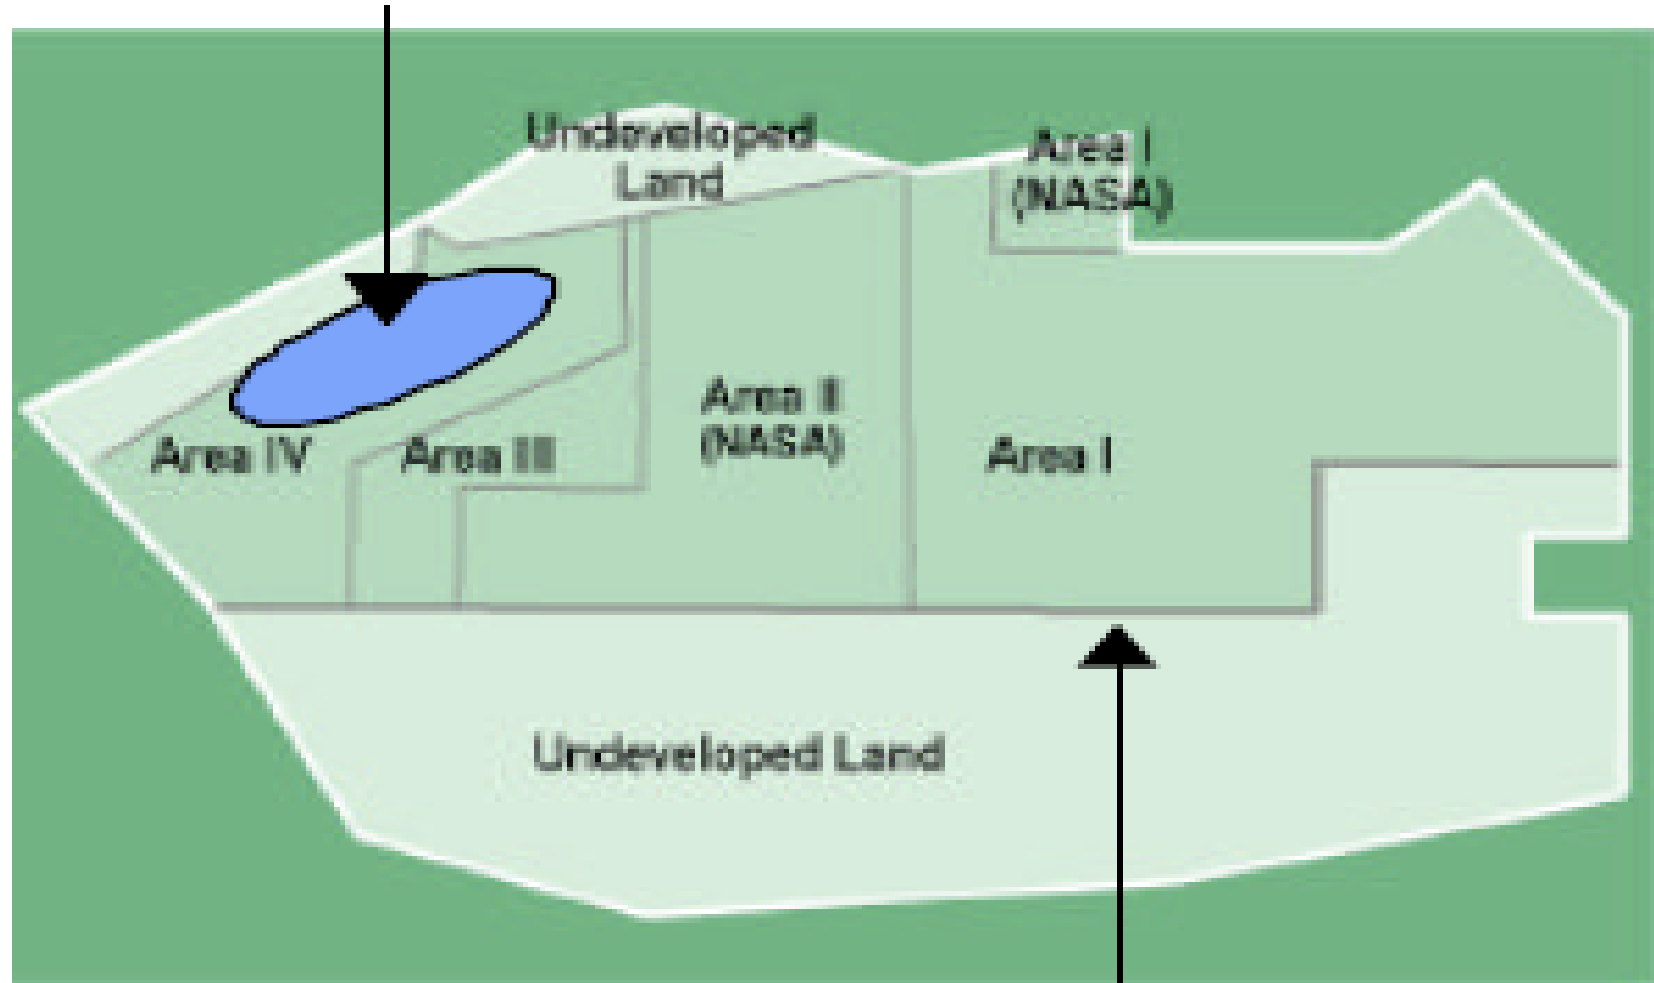 Undeveloped
Land
Area I
(NASA)
Area II
(NASA)
Area IV
Area III
Area I
Undeveloped Land